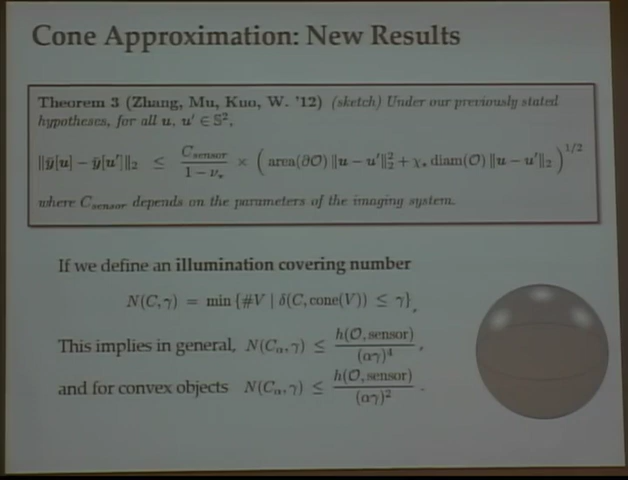 Cone Approximation: New Results
Theorem 3 (Zhang, Mu, Kuo, W. '12) (sketch) Under our previously stated
hypotheses, for all u, u' ∈ S²,
‖ȳ[u] − ȳ[u']‖₂ ≤ C_sensor / (1 − ν⋆) × ( area(∂O) ‖u − u'‖₂² + χ⋆ diam(O) ‖u − u'‖₂ )^{1/2}
where C_sensor depends on the parameters of the imaging system.
If we define an illumination covering number
N(C, γ) = min {#V | δ(C, cone(V)) ≤ γ},
This implies in general, N(C_α, γ) ≤ h(O, sensor) / (αγ)⁴ ,
and for convex objects N(C_α, γ) ≤ h(O, sensor) / (αγ)² .